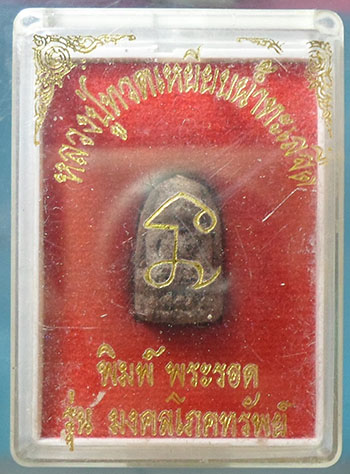 หลวงปู่ทวดเหยียบน้ำทะเลจืด
พิมพ์ พระรอด
รุ่น มงคลโภคทรัพย์